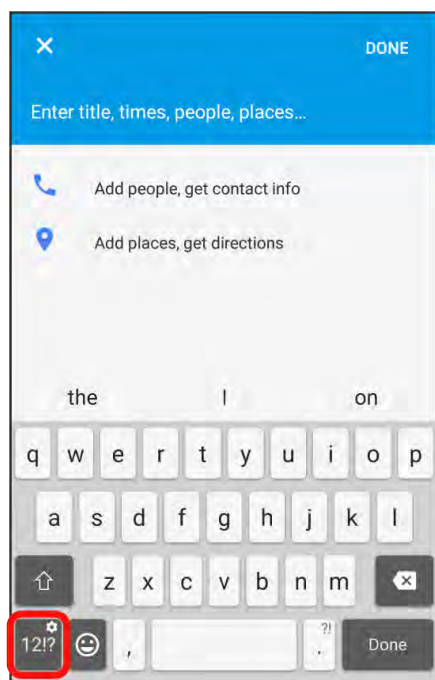 DONE
Enter title, times, people, places...
Add people, get contact info
Add places, get directions
the I on
q w e r t y u i o p
a s d f g h j k l
z x c v b n m
12!? , ?! . Done